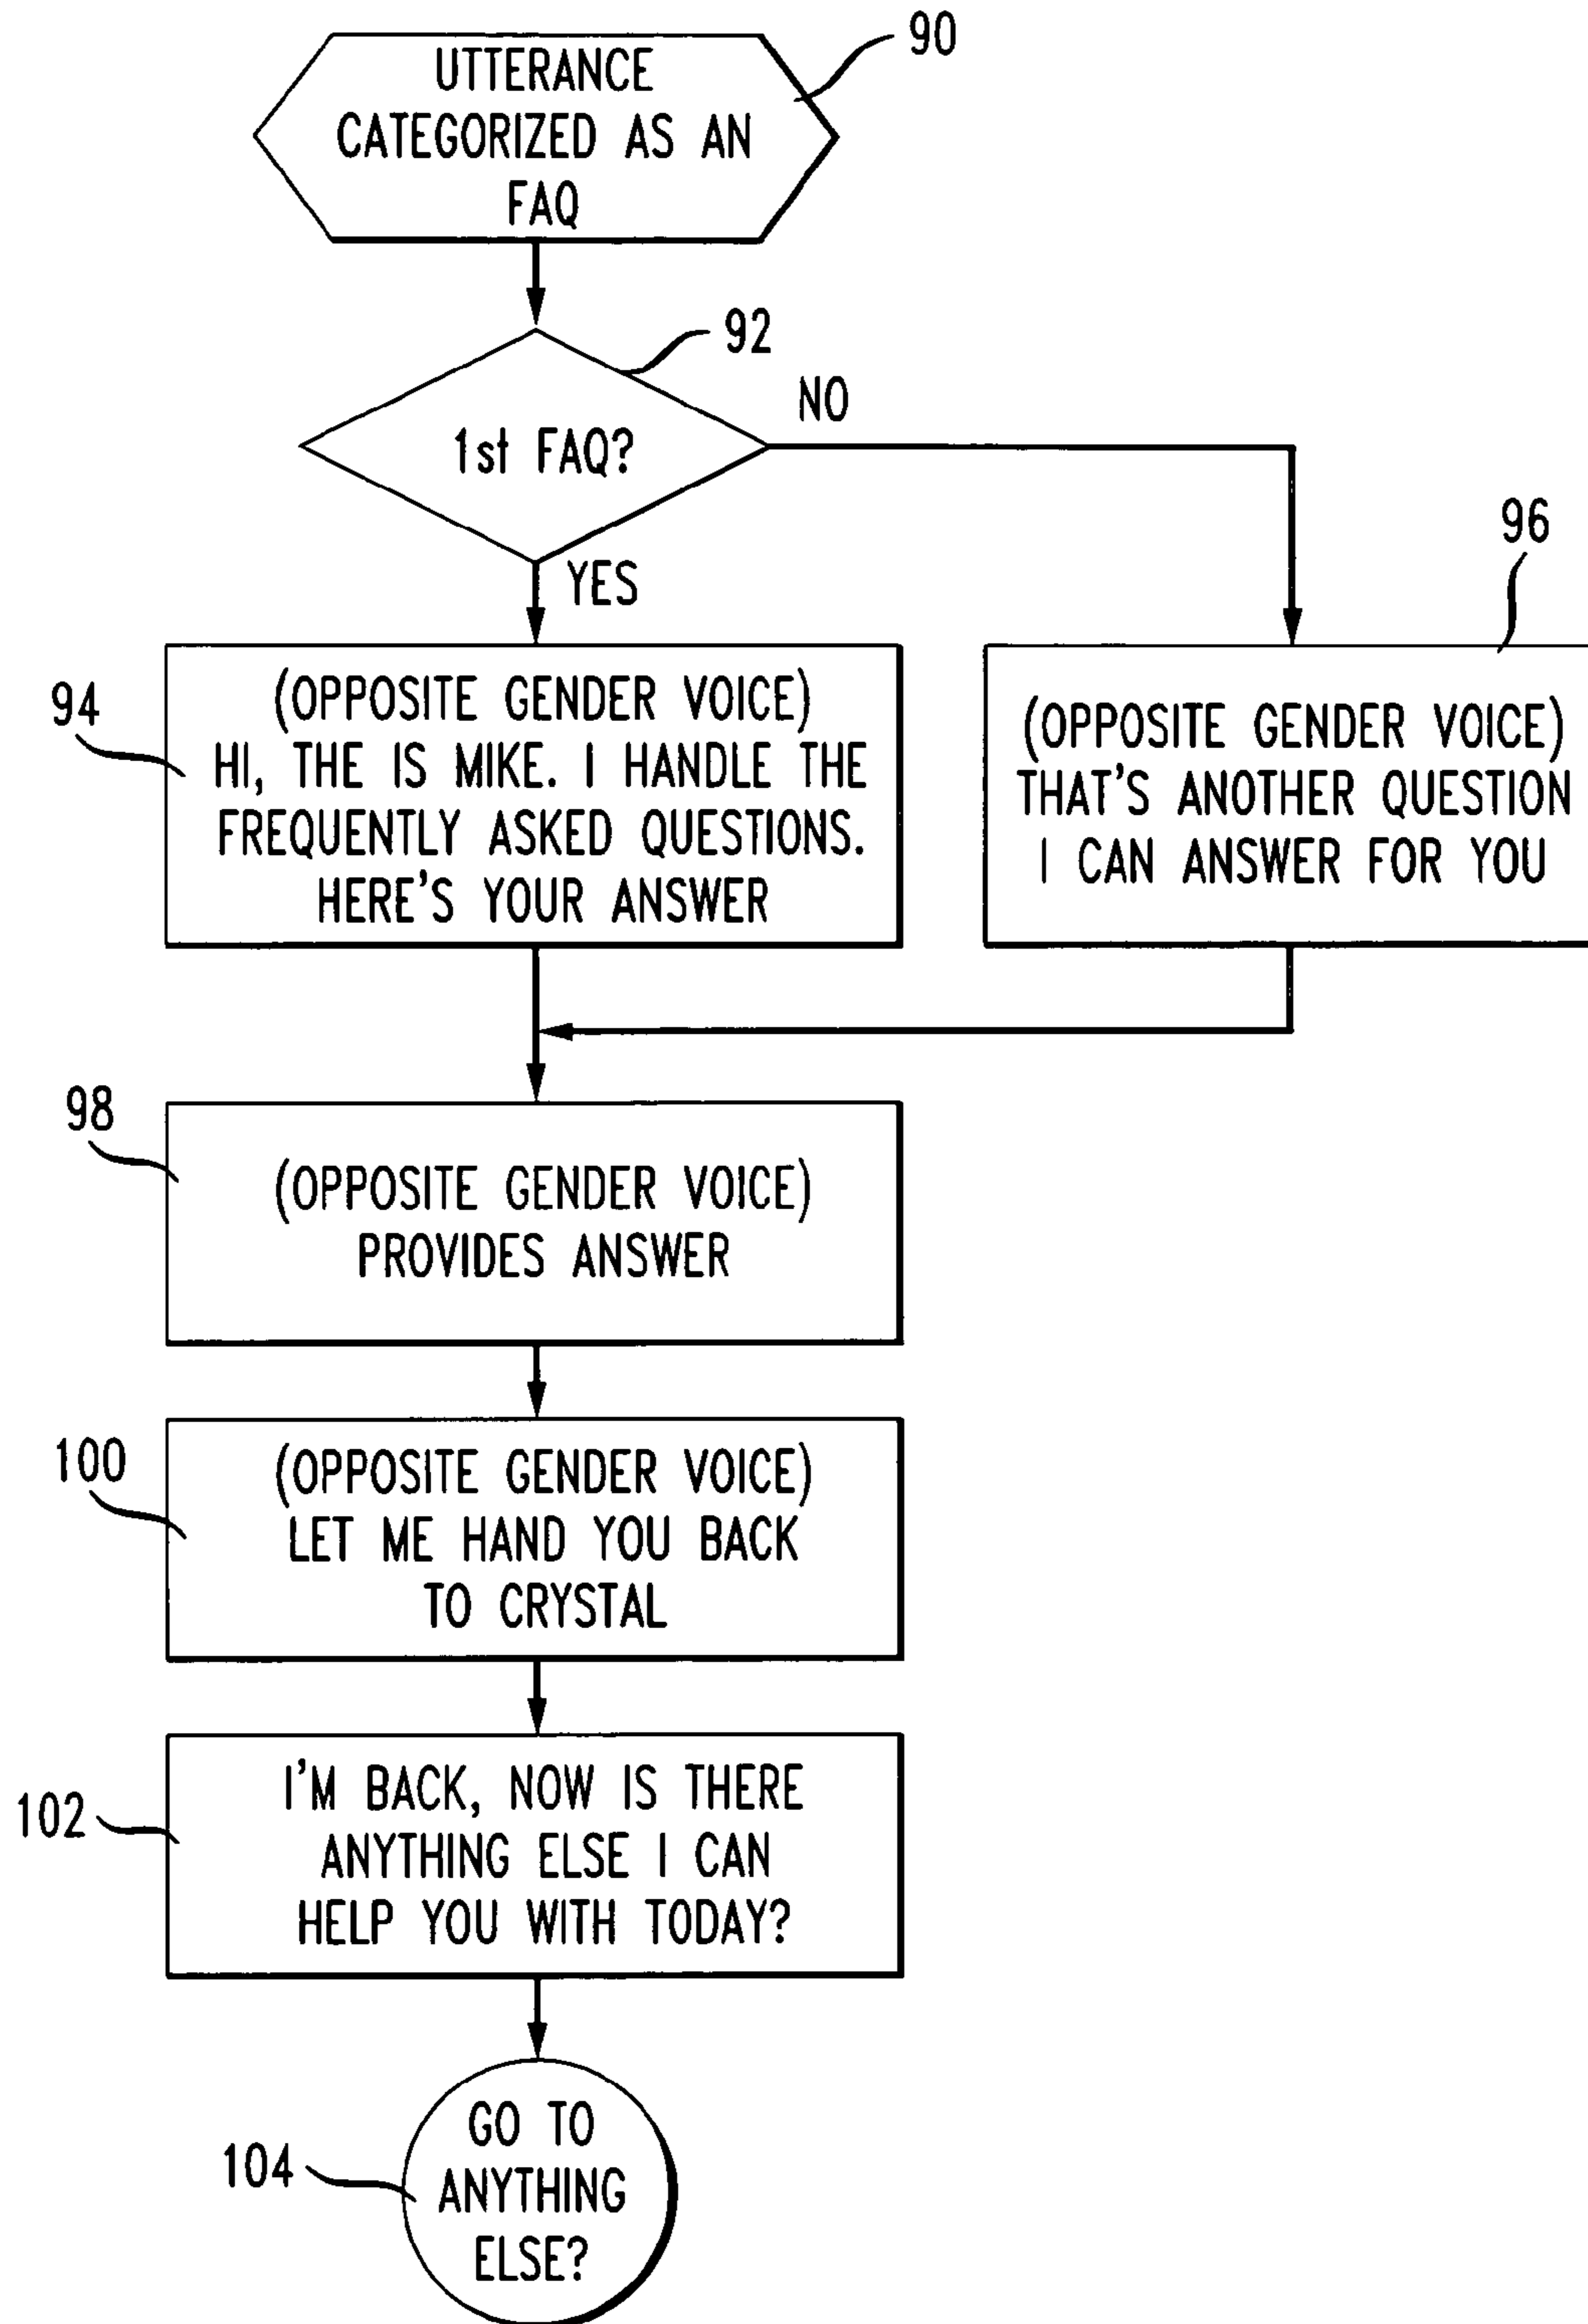 90
UTTERANCE
CATEGORIZED AS AN
FAQ
92
NO
1st FAQ?
YES
96
94
(OPPOSITE GENDER VOICE)
HI, THE IS MIKE. I HANDLE THE
FREQUENTLY ASKED QUESTIONS.
HERE'S YOUR ANSWER
(OPPOSITE GENDER VOICE)
THAT'S ANOTHER QUESTION
I CAN ANSWER FOR YOU
98
(OPPOSITE GENDER VOICE)
PROVIDES ANSWER
100
(OPPOSITE GENDER VOICE)
LET ME HAND YOU BACK
TO CRYSTAL
102
I'M BACK, NOW IS THERE
ANYTHING ELSE I CAN
HELP YOU WITH TODAY?
104
GO TO
ANYTHING
ELSE?